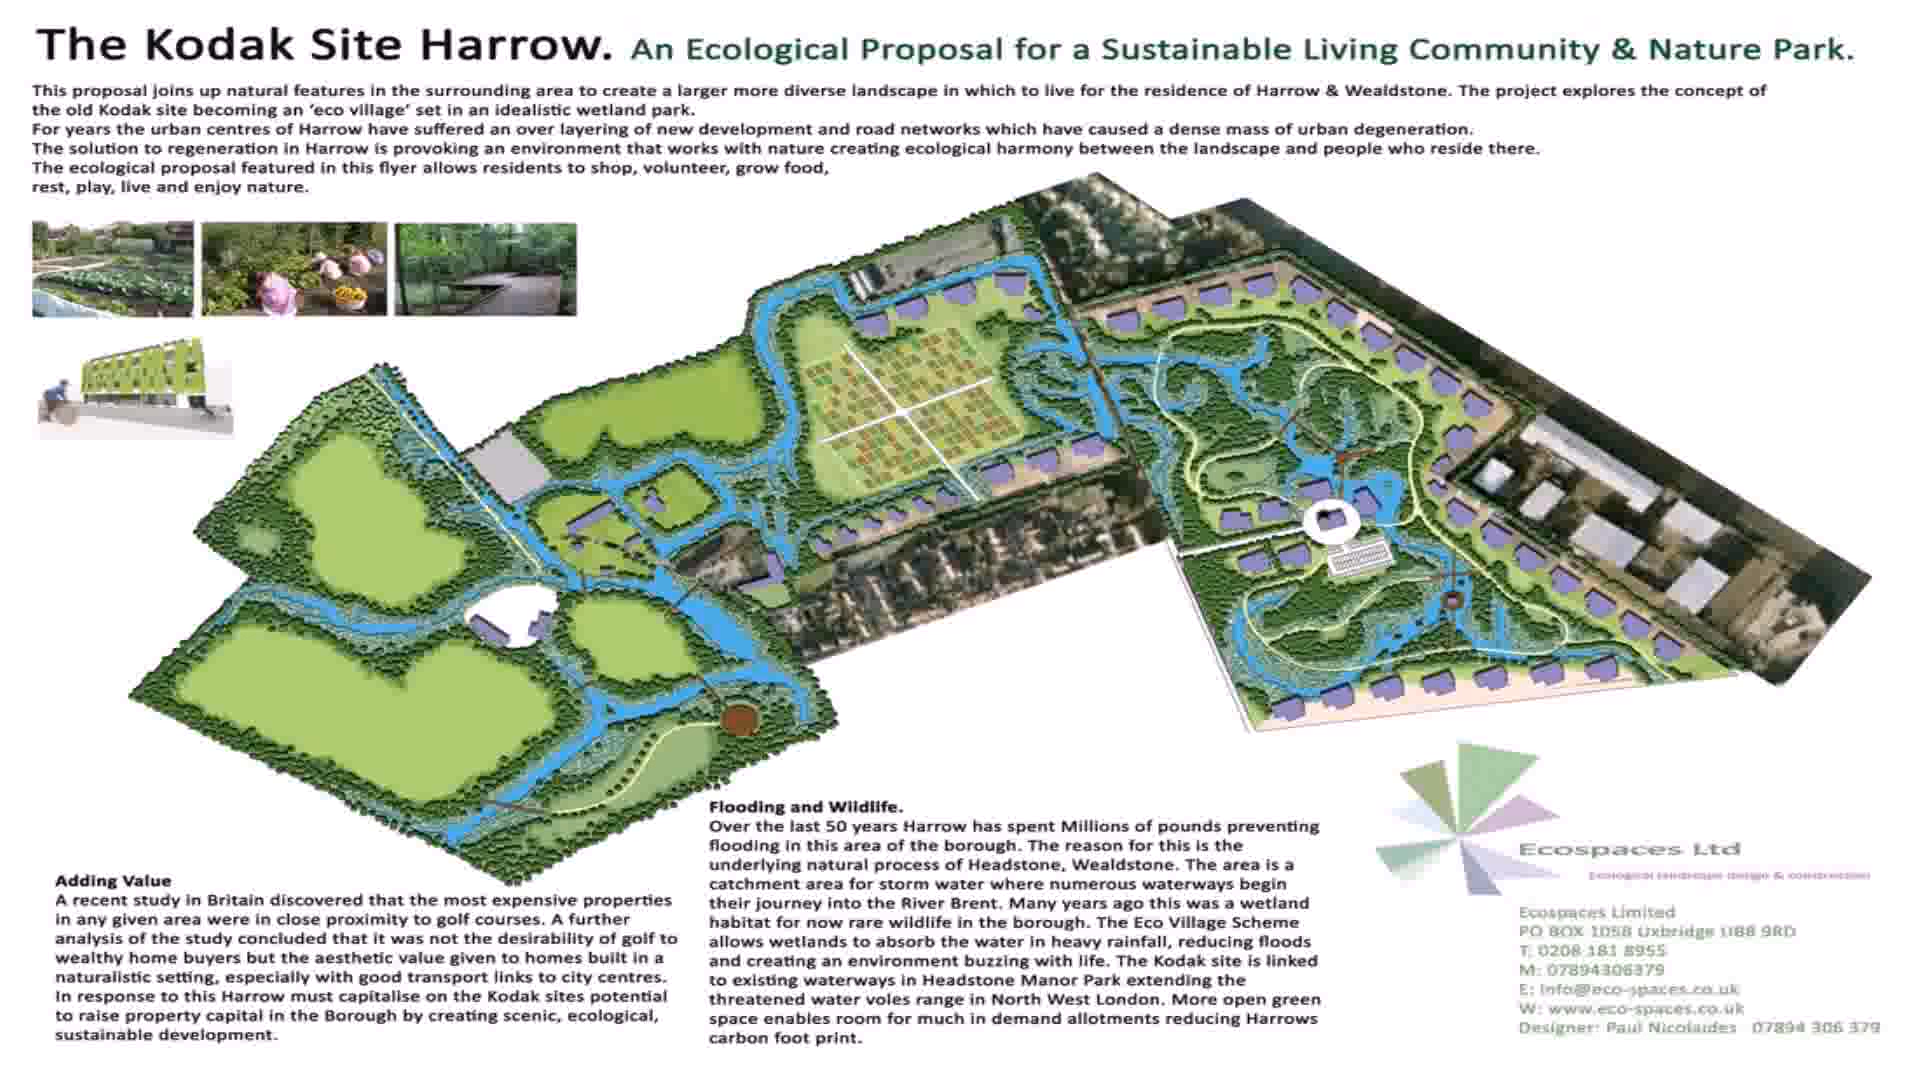 The Kodak Site Harrow. An Ecological Proposal for a Sustainable Living Community & Nature Park.
This proposal joins up natural features in the surrounding area to create a larger more diverse landscape in which to live for the residence of Harrow & Wealdstone. The project explores the concept of
the old Kodak site becoming an ‘eco village’ set in an idealistic wetland park.
For years the urban centres of Harrow have suffered an over layering of new development and road networks which have caused a dense mass of urban degeneration.
The solution to regeneration in Harrow is provoking an environment that works with nature creating ecological harmony between the landscape and people who reside there.
The ecological proposal featured in this flyer allows residents to shop, volunteer, grow food,
rest, play, live and enjoy nature.
Adding Value
A recent study in Britain discovered that the most expensive properties
in any given area were in close proximity to golf courses. A further
analysis of the study concluded that it was not the desirability of golf to
wealthy home buyers but the aesthetic value given to homes built in a
naturalistic setting, especially with good transport links to city centres.
In response to this Harrow must capitalise on the Kodak sites potential
to raise property capital in the Borough by creating scenic, ecological,
sustainable development.
Flooding and Wildlife.
Over the last 50 years Harrow has spent Millions of pounds preventing
flooding in this area of the borough. The reason for this is the
underlying natural process of Headstone, Wealdstone. The area is a
catchment area for storm water where numerous waterways begin
their journey into the River Brent. Many years ago this was a wetland
habitat for now rare wildlife in the borough. The Eco Village Scheme
allows wetlands to absorb the water in heavy rainfall, reducing floods
and creating an environment buzzing with life. The Kodak site is linked
to existing waterways in Headstone Manor Park extending the
threatened water voles range in North West London. More open green
space enables room for much in demand allotments reducing Harrows
carbon foot print.
Ecospaces Ltd
Ecological landscape design & construction
Ecospaces Limited
PO BOX 1058 Uxbridge UB8 9RD
T: 0208 181 8955
M: 07894306379
E: info@eco-spaces.co.uk
W: www.eco-spaces.co.uk
Designer: Paul Nicolaides 07894 306 379